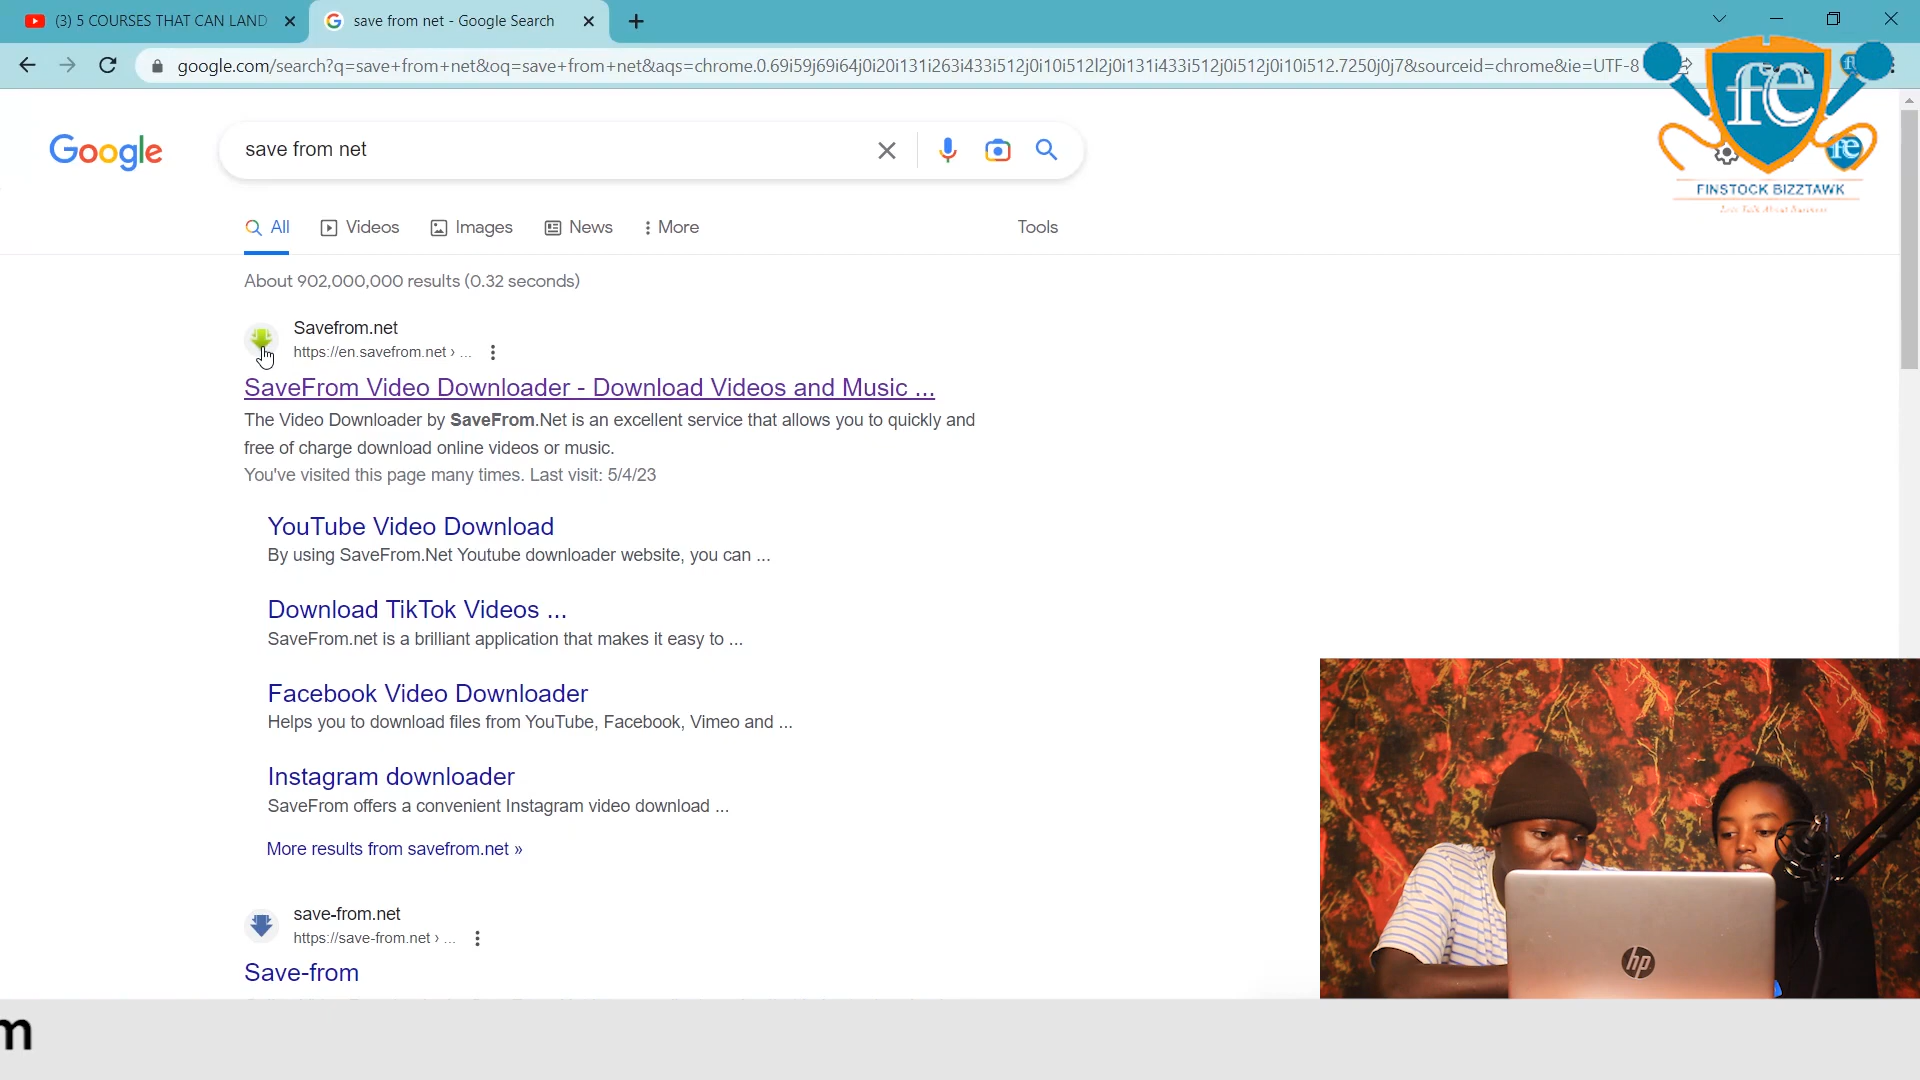 (3) 5 COURSES THAT CAN LAND
save from net - Google Search
google.com/search?q=save+from+net&oq=save+from+net&aqs=chrome.0.69i59j69i64j0i20i131i263i433i512j0i10i512l2j0i131i433i512j0i512j0i10i512.7250j0j7&sourceid=chrome&ie=UTF-8
fe
FINSTOCK BIZZTAWK
Google
save from net
All
Videos
Images
News
More
Tools
About 902,000,000 results (0.32 seconds)
Savefrom.net
https://en.savefrom.net › ...
SaveFrom Video Downloader - Download Videos and Music ...
The Video Downloader by SaveFrom.Net is an excellent service that allows you to quickly and
free of charge download online videos or music.
You've visited this page many times. Last visit: 5/4/23
YouTube Video Download
By using SaveFrom.Net Youtube downloader website, you can ...
Download TikTok Videos ...
SaveFrom.net is a brilliant application that makes it easy to ...
Facebook Video Downloader
Helps you to download files from YouTube, Facebook, Vimeo and ...
Instagram downloader
SaveFrom offers a convenient Instagram video download ...
More results from savefrom.net »
save-from.net
https://save-from.net › ...
Save-from
hp
m